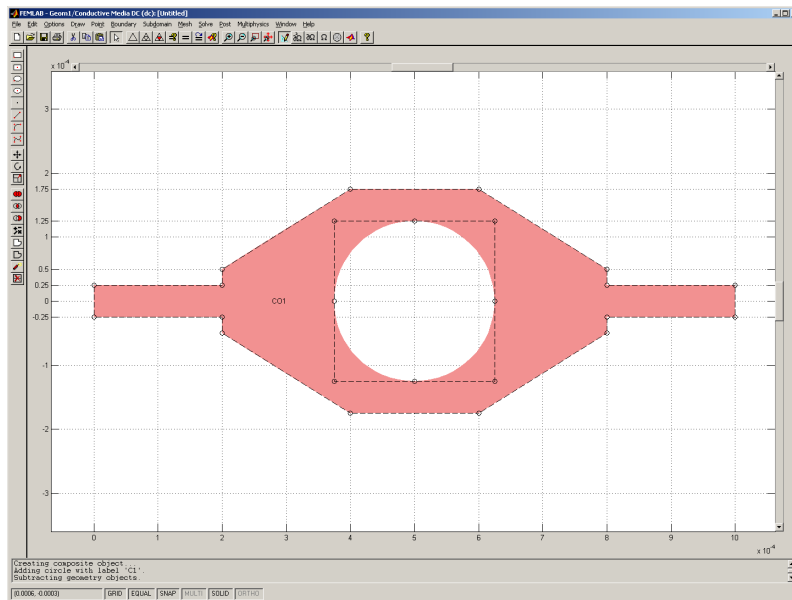 FEMLAB - Geom1/Conductive Media DC (dc): [Untitled]
File Edit Options Draw Point Boundary Subdomain Mesh Solve Post Multiphysics Window Help
x 10^-4
3
2
1.75
1.25
1
0.5
0.25
0
-0.25
-1
-2
-3
CO1
0 1 2 3 4 5 6 7 8 9 10
x 10^-4
Creating composite object...
Adding circle with label 'C1'.
Subtracting geometry objects.
(0.0006, -0.0003) GRID EQUAL SNAP MULTI SOLID ORTHO